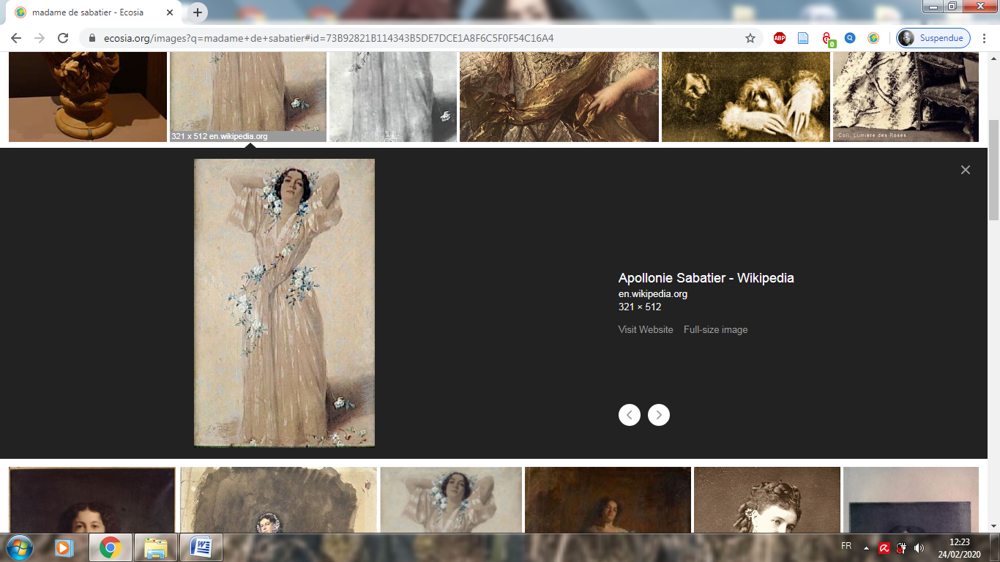 madame de sabatier - Ecosia
ecosia.org/images?q=madame+de+sabatier#id=73B92821B114343B5DE7DCE1A8F6C5F0F54C16A4
ABP
0
Suspendue
321 x 512 en.wikipedia.org
Coll. Lumière des Roses
Apollonie Sabatier - Wikipedia
en.wikipedia.org
321 × 512
Visit Website Full-size image
FR
12:23
24/02/2020